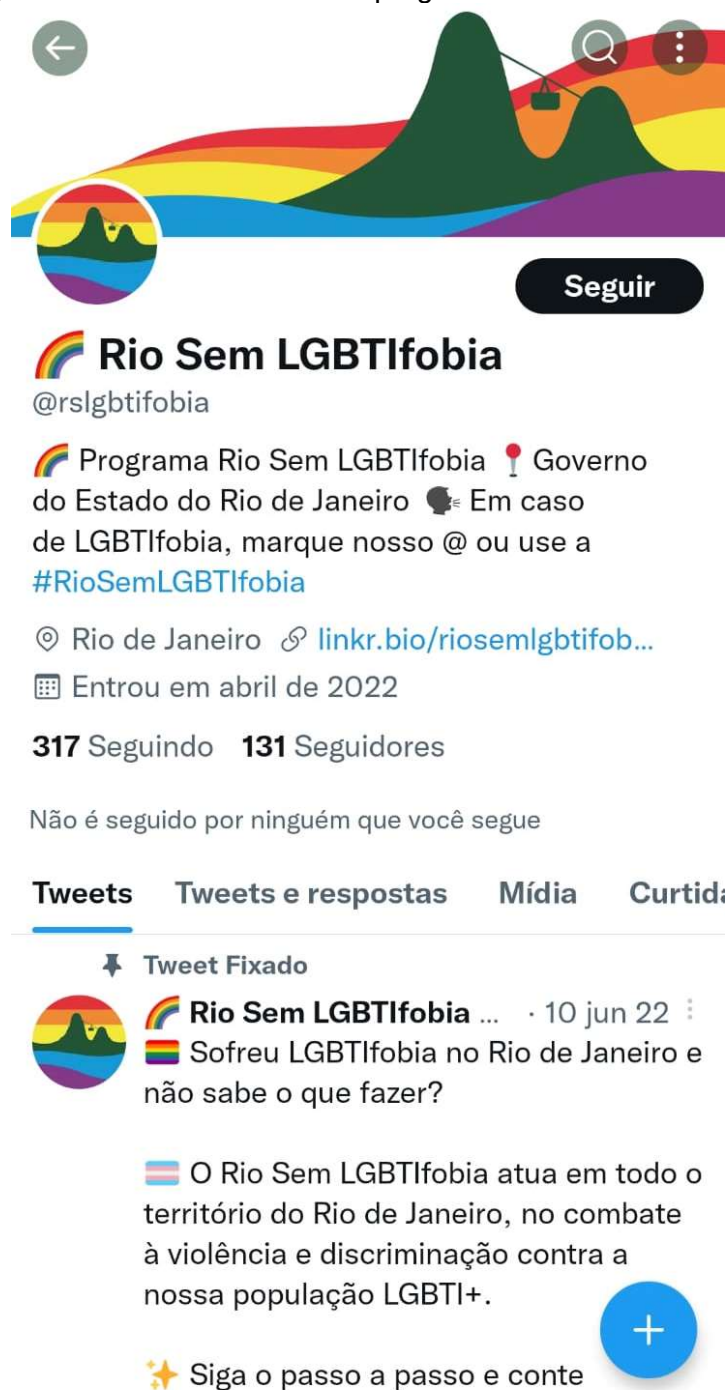 Seguir
Rio Sem LGBTIfobia
@rslgbtifobia
Programa Rio Sem LGBTIfobia 📍 Governo
do Estado do Rio de Janeiro 🗣 Em caso
de LGBTIfobia, marque nosso @ ou use a
#RioSemLGBTIfobia
Rio de Janeiro linkr.bio/riosemlgbtifob...
Entrou em abril de 2022
317 Seguindo 131 Seguidores
Não é seguido por ninguém que você segue
Tweets Tweets e respostas Mídia Curtida
Tweet Fixado
Rio Sem LGBTIfobia ... · 10 jun 22
Sofreu LGBTIfobia no Rio de Janeiro e
não sabe o que fazer?
O Rio Sem LGBTIfobia atua em todo o
território do Rio de Janeiro, no combate
à violência e discriminação contra a
nossa população LGBTI+.
✨ Siga o passo a passo e conte